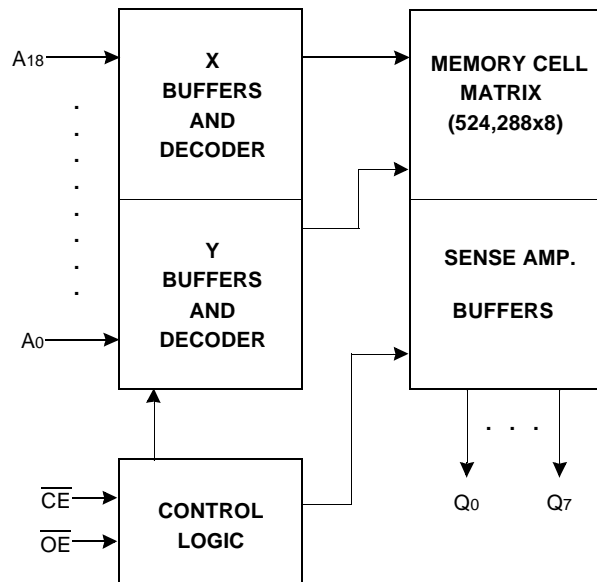 A18
X
BUFFERS
AND
DECODER
MEMORY CELL
MATRIX
(524,288x8)
Y
BUFFERS
AND
DECODER
A0
SENSE AMP.
BUFFERS
CE
OE
CONTROL
LOGIC
. . .
Q0
Q7